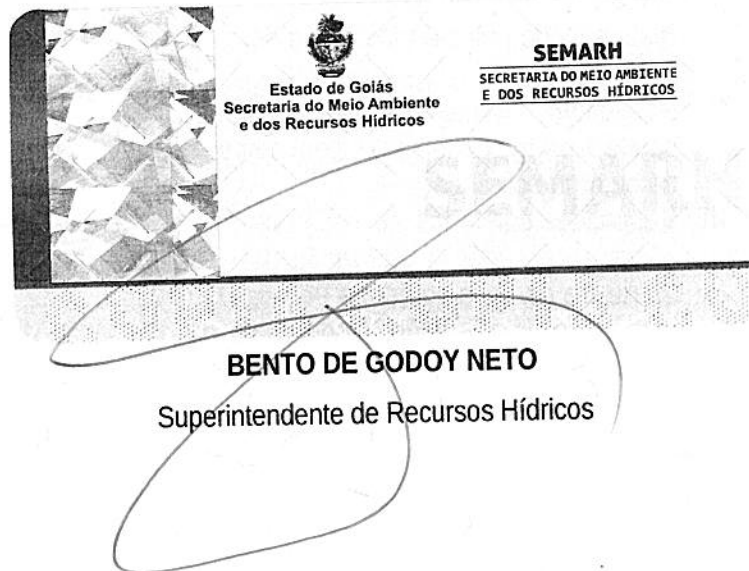 Estado de Goiás
Secretaria do Meio Ambiente
e dos Recursos Hídricos
SEMARH
SECRETARIA DO MEIO AMBIENTE
E DOS RECURSOS HÍDRICOS
BENTO DE GODOY NETO
Superintendente de Recursos Hídricos